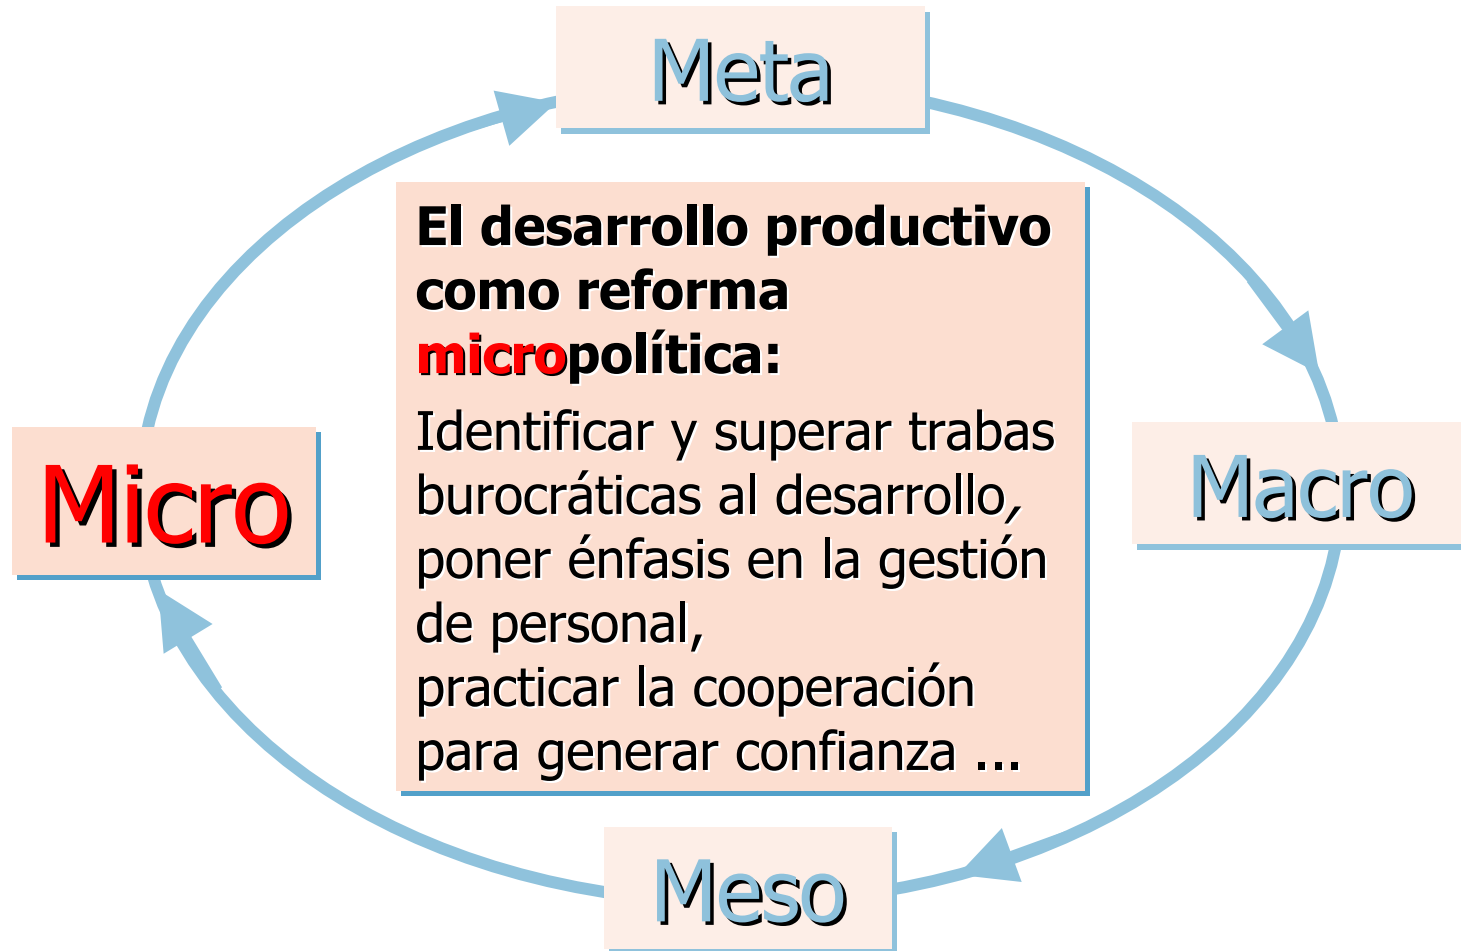 Meta
El desarrollo productivo
como reforma
micropolítica:
Identificar y superar trabas
burocráticas al desarrollo,
poner énfasis en la gestión
de personal,
practicar la cooperación
para generar confianza ...
Micro
Macro
Meso